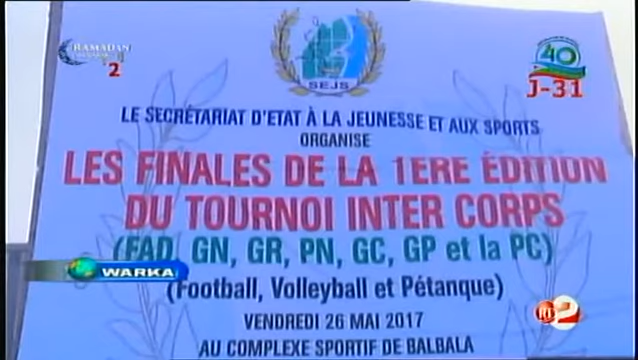 RAMADAN
2
40
J-31
SEJS
LE SECRÉTARIAT D'ETAT À LA JEUNESSE ET AUX SPORTS
ORGANISE
LES FINALES DE LA 1ERE ÉDITION
DU TOURNOI INTER CORPS
(FAD, GN, GR, PN, GC, GP et la PC)
WARKA
(Football, Volleyball et Pétanque)
VENDREDI 26 MAI 2017
AU COMPLEXE SPORTIF DE BALBALA
2